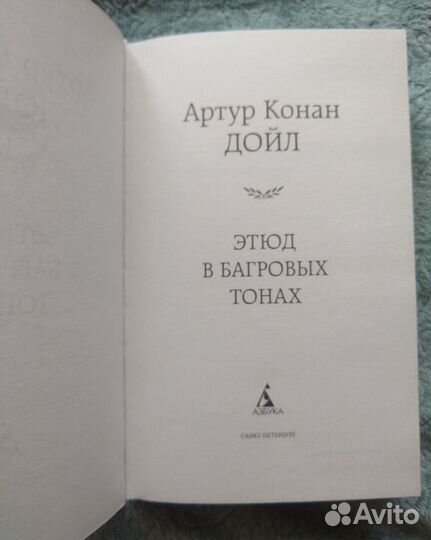 Артур Конан
ДОЙЛ
ЭТЮД
В БАГРОВЫХ
ТОНАХ
АЗБУКА
САНКТ-ПЕТЕРБУРГ
Avito